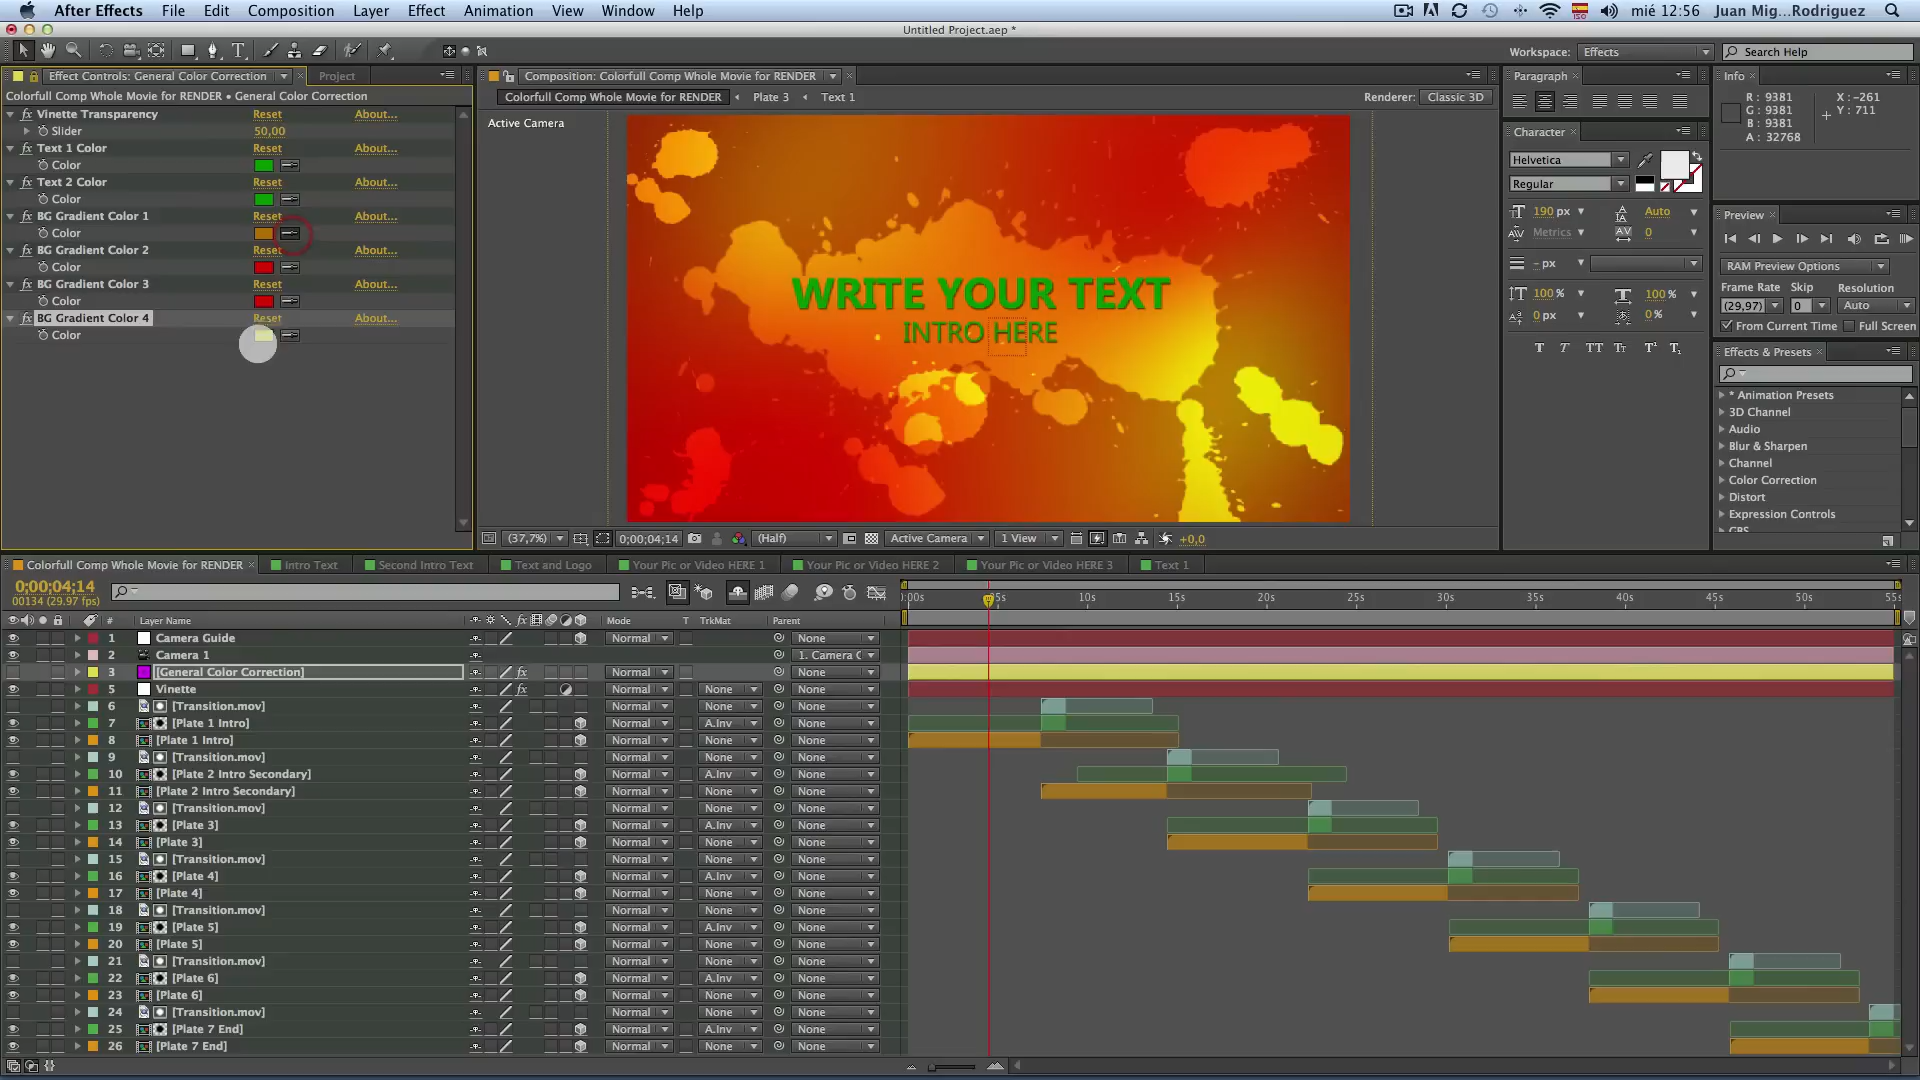 After Effects File Edit Composition Layer Effect Animation View Window Help mié 12:56 Juan Mig...Rodriguez
Untitled Project.aep *
Workspace: Effects Search Help
Effect Controls: General Color Correction Project
Colorfull Comp Whole Movie for RENDER • General Color Correction
Vinette Transparency Reset About...
Slider 50,00
Text 1 Color Reset About...
Color
Text 2 Color Reset About...
Color
BG Gradient Color 1 Reset About...
Color
BG Gradient Color 2 Reset About...
Color
BG Gradient Color 3 Reset About...
Color
BG Gradient Color 4 Reset About...
Color
Composition: Colorfull Comp Whole Movie for RENDER
Colorfull Comp Whole Movie for RENDER Plate 3 Text 1 Renderer: Classic 3D
Active Camera
WRITE YOUR TEXT
INTRO HERE
(37,7%) 0;00;04;14 (Half) Active Camera 1 View +0,0
Paragraph
Character
Helvetica
Regular
190 px Auto
Metrics 0
- px
100 % 100 %
0 px 0 %
T T TT Tт T¹ T₁
Info
R: 9381 X: -261
G: 9381 Y: 711
B: 9381
A: 32768
Preview
RAM Preview Options
Frame Rate Skip Resolution
(29,97) 0 Auto
From Current Time Full Screen
Effects & Presets
* Animation Presets
3D Channel
Audio
Blur & Sharpen
Channel
Color Correction
Distort
Expression Controls
Colorfull Comp Whole Movie for RENDER Intro Text Second Intro Text Text and Logo Your Pic or Video HERE 1 Your Pic or Video HERE 2 Your Pic or Video HERE 3 Text 1
0;00;04;14
00134 (29.97 fps)
:00s 5s 10s 15s 20s 25s 30s 35s 40s 45s 50s 55s
# Layer Name fx Mode T TrkMat Parent
1 Camera Guide Normal None
2 Camera 1 1. Camera G
3 [General Color Correction] fx Normal None
5 Vinette fx Normal None None
6 [Transition.mov] Normal None None
7 [Plate 1 Intro] Normal A.Inv None
8 [Plate 1 Intro] Normal None None
9 [Transition.mov] Normal None None
10 [Plate 2 Intro Secondary] Normal A.Inv None
11 [Plate 2 Intro Secondary] Normal None None
12 [Transition.mov] Normal None None
13 [Plate 3] Normal A.Inv None
14 [Plate 3] Normal None None
15 [Transition.mov] Normal None None
16 [Plate 4] Normal A.Inv None
17 [Plate 4] Normal None None
18 [Transition.mov] Normal None None
19 [Plate 5] Normal A.Inv None
20 [Plate 5] Normal None None
21 [Transition.mov] Normal None None
22 [Plate 6] Normal A.Inv None
23 [Plate 6] Normal None None
24 [Transition.mov] Normal None None
25 [Plate 7 End] Normal A.Inv None
26 [Plate 7 End] Normal None None